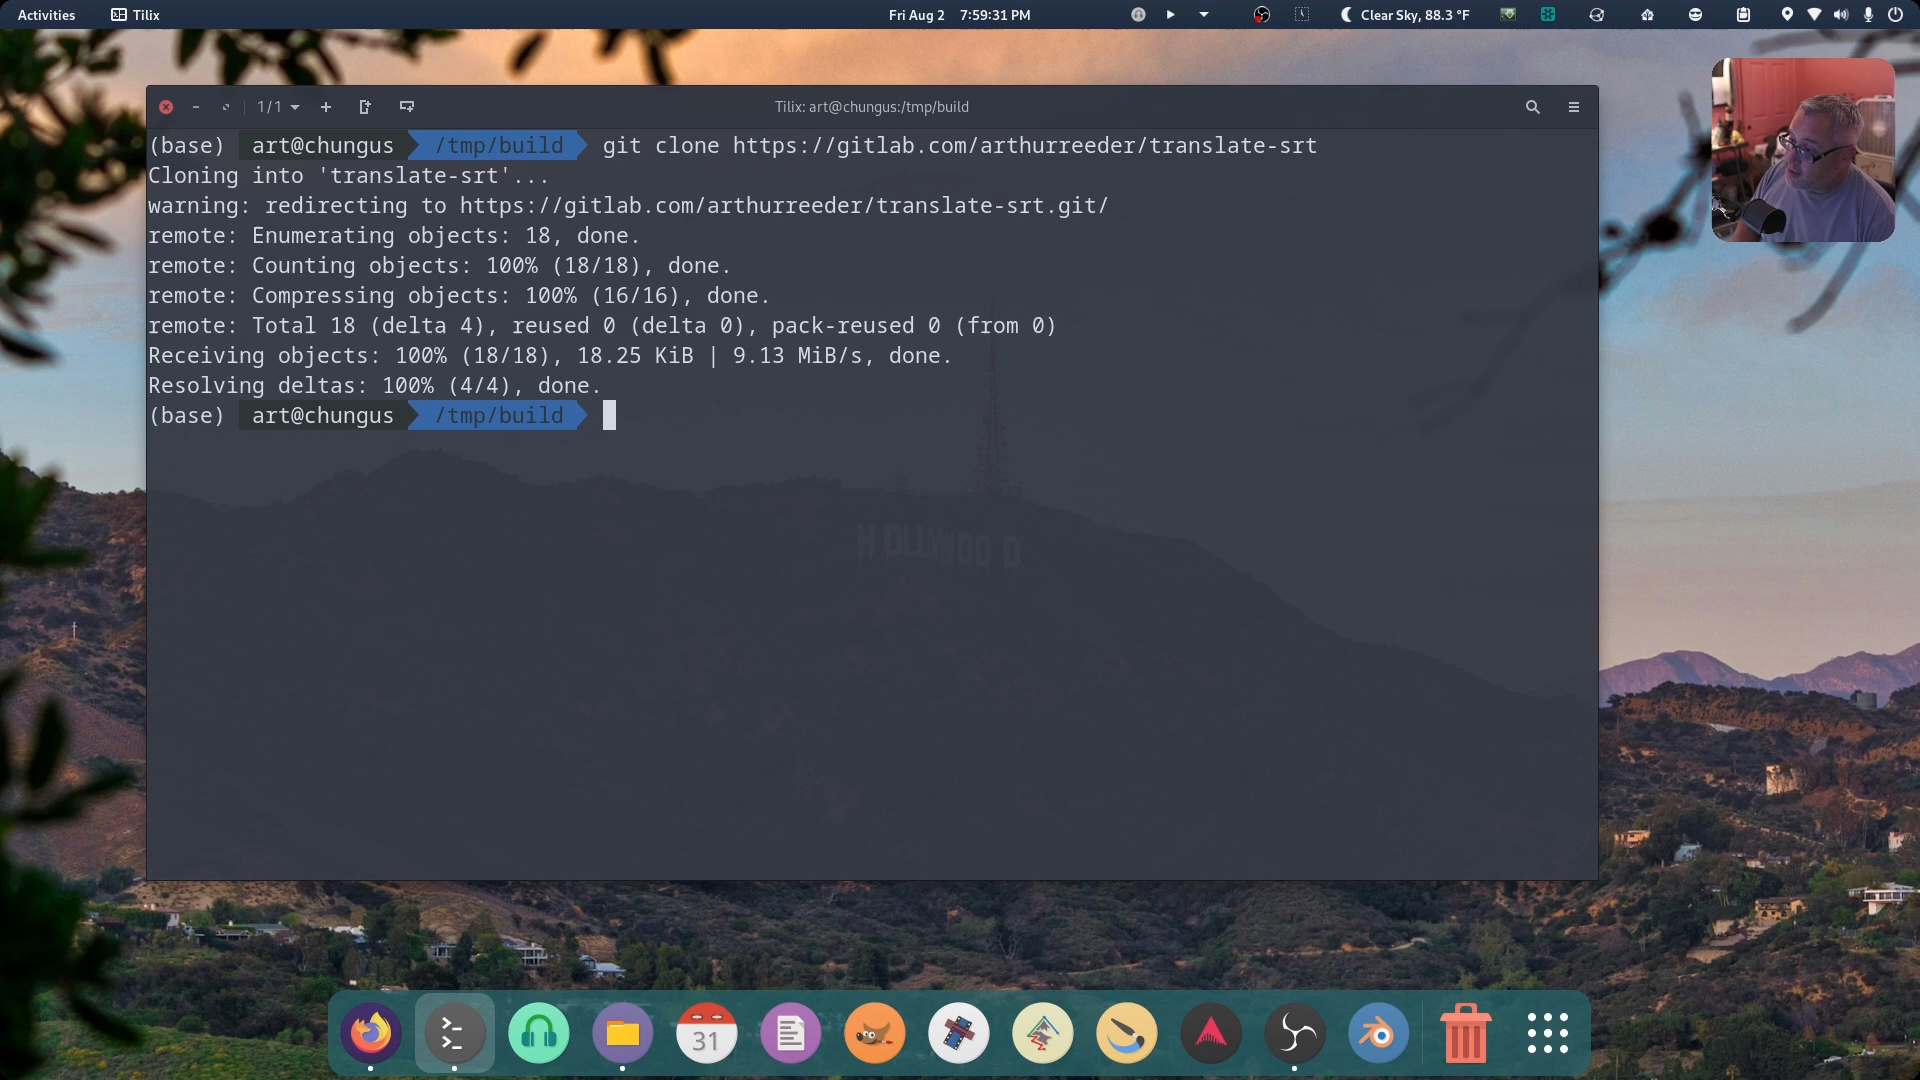 Activities Tilix Fri Aug 2 7:59:31 PM Clear Sky, 88.3 °F
1/1 Tilix: art@chungus:/tmp/build
(base) art@chungus /tmp/build git clone https://gitlab.com/arthurreeder/translate-srt
Cloning into 'translate-srt'...
warning: redirecting to https://gitlab.com/arthurreeder/translate-srt.git/
remote: Enumerating objects: 18, done.
remote: Counting objects: 100% (18/18), done.
remote: Compressing objects: 100% (16/16), done.
remote: Total 18 (delta 4), reused 0 (delta 0), pack-reused 0 (from 0)
Receiving objects: 100% (18/18), 18.25 KiB | 9.13 MiB/s, done.
Resolving deltas: 100% (4/4), done.
(base) art@chungus /tmp/build
HOLLYWOOD
31